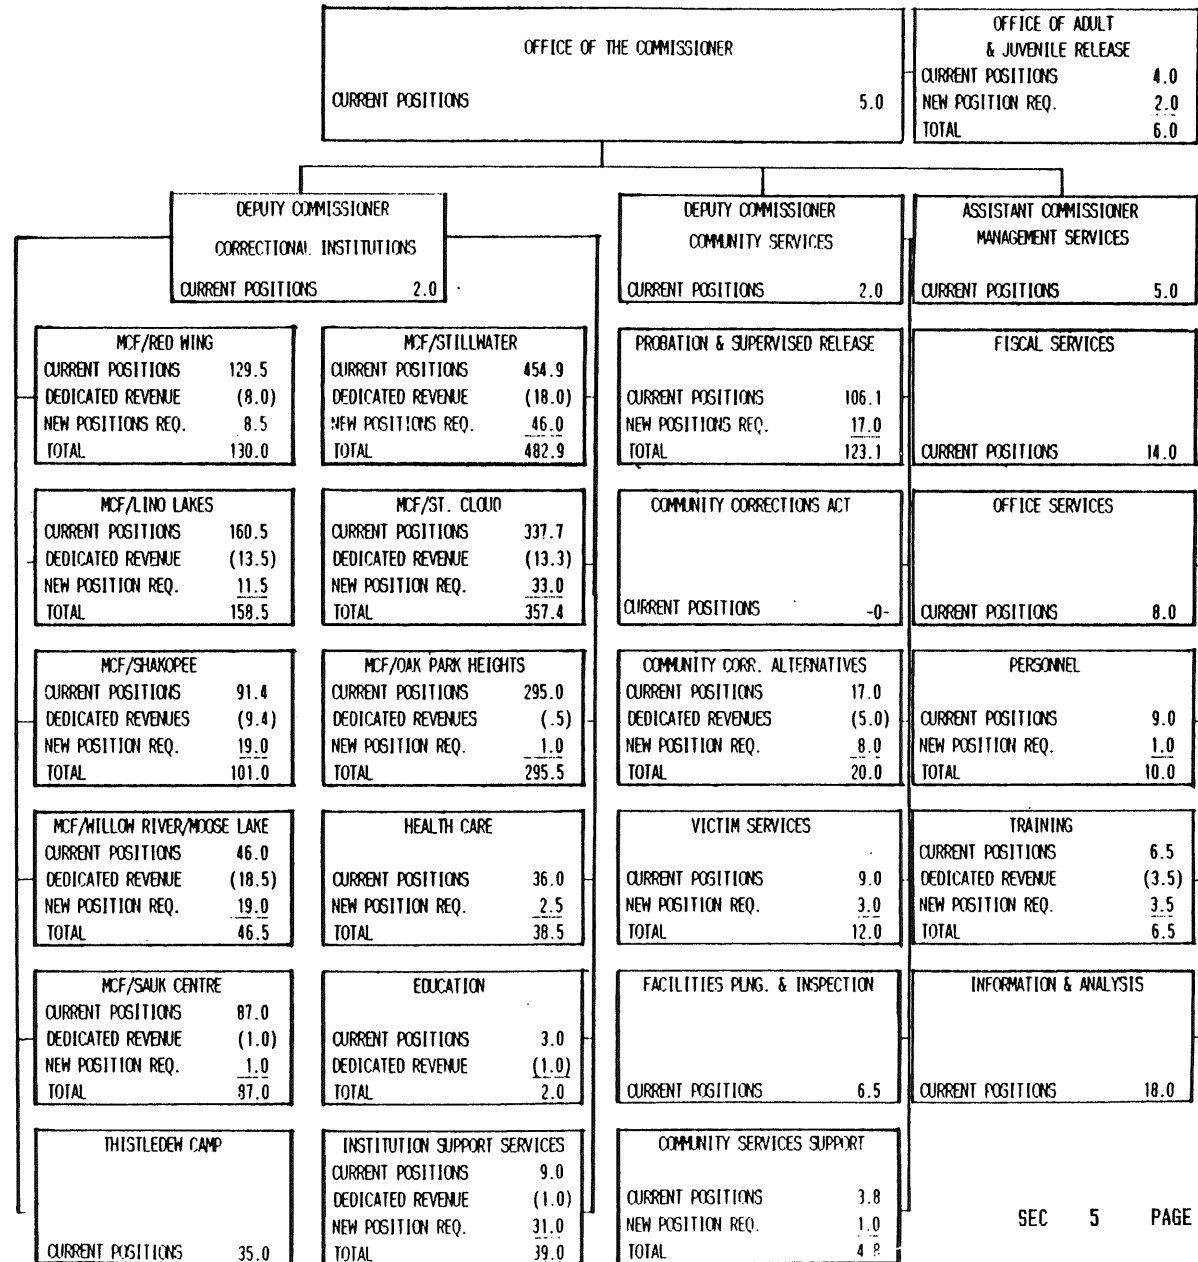 OFFICE OF THE COMMISSIONER
CURRENT POSITIONS 5.0
OFFICE OF ADULT
& JUVENILE RELEASE
CURRENT POSITIONS 4.0
NEW POSITION REQ. 2.0
TOTAL 6.0
DEPUTY COMMISSIONER
CORRECTIONAL INSTITUTIONS
CURRENT POSITIONS 2.0
DEPUTY COMMISSIONER
COMMUNITY SERVICES
CURRENT POSITIONS 2.0
ASSISTANT COMMISSIONER
MANAGEMENT SERVICES
CURRENT POSITIONS 5.0
MCF/RED WING
CURRENT POSITIONS 129.5
DEDICATED REVENUE (8.0)
NEW POSITIONS REQ. 8.5
TOTAL 130.0
MCF/STILLWATER
CURRENT POSITIONS 454.9
DEDICATED REVENUE (18.0)
NEW POSITIONS REQ. 46.0
TOTAL 482.9
PROBATION & SUPERVISED RELEASE
CURRENT POSITIONS 106.1
NEW POSITIONS REQ. 17.0
TOTAL 123.1
FISCAL SERVICES
CURRENT POSITIONS 14.0
MCF/LINO LAKES
CURRENT POSITIONS 160.5
DEDICATED REVENUE (13.5)
NEW POSITION REQ. 11.5
TOTAL 158.5
MCF/ST. CLOUD
CURRENT POSITIONS 337.7
DEDICATED REVENUE (13.3)
NEW POSITION REQ. 33.0
TOTAL 357.4
COMMUNITY CORRECTIONS ACT
CURRENT POSITIONS -0-
OFFICE SERVICES
CURRENT POSITIONS 8.0
MCF/SHAKOPEE
CURRENT POSITIONS 91.4
DEDICATED REVENUES (9.4)
NEW POSITION REQ. 19.0
TOTAL 101.0
MCF/OAK PARK HEIGHTS
CURRENT POSITIONS 295.0
DEDICATED REVENUES (.5)
NEW POSITION REQ. 1.0
TOTAL 295.5
COMMUNITY CORR. ALTERNATIVES
CURRENT POSITIONS 17.0
DEDICATED REVENUES (5.0)
NEW POSITION REQ. 8.0
TOTAL 20.0
PERSONNEL
CURRENT POSITIONS 9.0
NEW POSITION REQ. 1.0
TOTAL 10.0
MCF/WILLOW RIVER/MOOSE LAKE
CURRENT POSITIONS 46.0
DEDICATED REVENUE (18.5)
NEW POSITION REQ. 19.0
TOTAL 46.5
HEALTH CARE
CURRENT POSITIONS 36.0
NEW POSITION REQ. 2.5
TOTAL 38.5
VICTIM SERVICES
CURRENT POSITIONS 9.0
NEW POSITION REQ. 3.0
TOTAL 12.0
TRAINING
CURRENT POSITIONS 6.5
DEDICATED REVENUE (3.5)
NEW POSITION REQ. 3.5
TOTAL 6.5
MCF/SAUK CENTRE
CURRENT POSITIONS 87.0
DEDICATED REVENUE (1.0)
NEW POSITION REQ. 1.0
TOTAL 87.0
EDUCATION
CURRENT POSITIONS 3.0
DEDICATED REVENUE (1.0)
TOTAL 2.0
FACILITIES PLNG. & INSPECTION
CURRENT POSITIONS 6.5
INFORMATION & ANALYSIS
CURRENT POSITIONS 18.0
THISTLEDEW CAMP
CURRENT POSITIONS 35.0
INSTITUTION SUPPORT SERVICES
CURRENT POSITIONS 9.0
DEDICATED REVENUE (1.0)
NEW POSITION REQ. 31.0
TOTAL 39.0
COMMUNITY SERVICES SUPPORT
CURRENT POSITIONS 3.8
NEW POSITION REQ. 1.0
TOTAL 4.8
SEC 5 PAGE